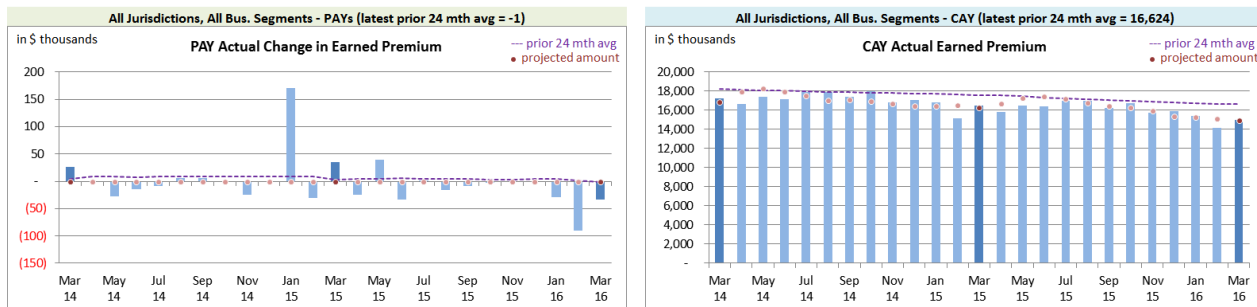 All Jurisdictions, All Bus. Segments - PAYs (latest prior 24 mth avg = -1)
in $ thousands
PAY Actual Change in Earned Premium
--- prior 24 mth avg
● projected amount
200
150
100
50
-
(50)
(100)
(150)
Mar May Jul Sep Nov Jan Mar May Jul Sep Nov Jan Mar
14 14 14 14 14 15 15 15 15 15 15 16 16
All Jurisdictions, All Bus. Segments - CAY (latest prior 24 mth avg = 16,624)
in $ thousands
CAY Actual Earned Premium
--- prior 24 mth avg
● projected amount
20,000
18,000
16,000
14,000
12,000
10,000
8,000
6,000
4,000
2,000
-
Mar May Jul Sep Nov Jan Mar May Jul Sep Nov Jan Mar
14 14 14 14 14 15 15 15 15 15 15 16 16